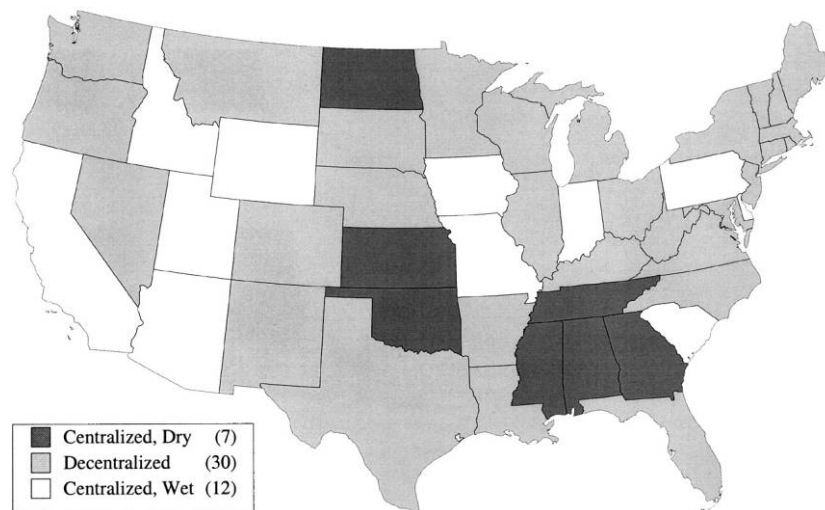 Centralized, Dry (7)
Decentralized (30)
Centralized, Wet (12)